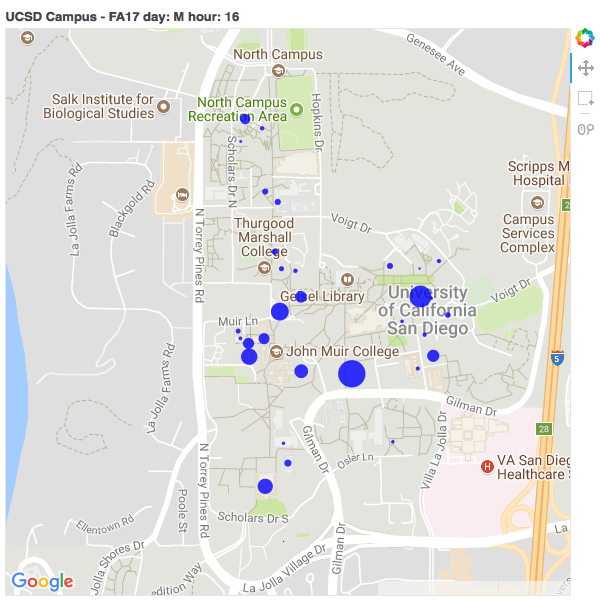 UCSD Campus - FA17 day: M hour: 16
Genesee Ave
North Campus
Salk Institute for
Biological Studies
North Campus
Recreation Area
Hopkins Dr
Scholars Dr N
Scripps M
Hospital
La Jolla Farms Rd
Blackgold Rd
N Torrey Pines Rd
Voigt Dr
Campus
Services
Complex
Thurgood
Marshall
College
Geisel Library
University
of California
San Diego
Voigt Dr
Muir Ln
John Muir College
5
La Jolla Farms Rd
Gilman Dr
28
N Torrey Pines Rd
Gilman Dr
Osler Ln
Villa La Jolla Dr
H
VA San Dieg
Healthcare
Poole St
Ellentown Rd
Scholars Dr S
La Jolla Shores Dr
Gilman Dr
La
La Jolla Village Dr
edition Way
Google